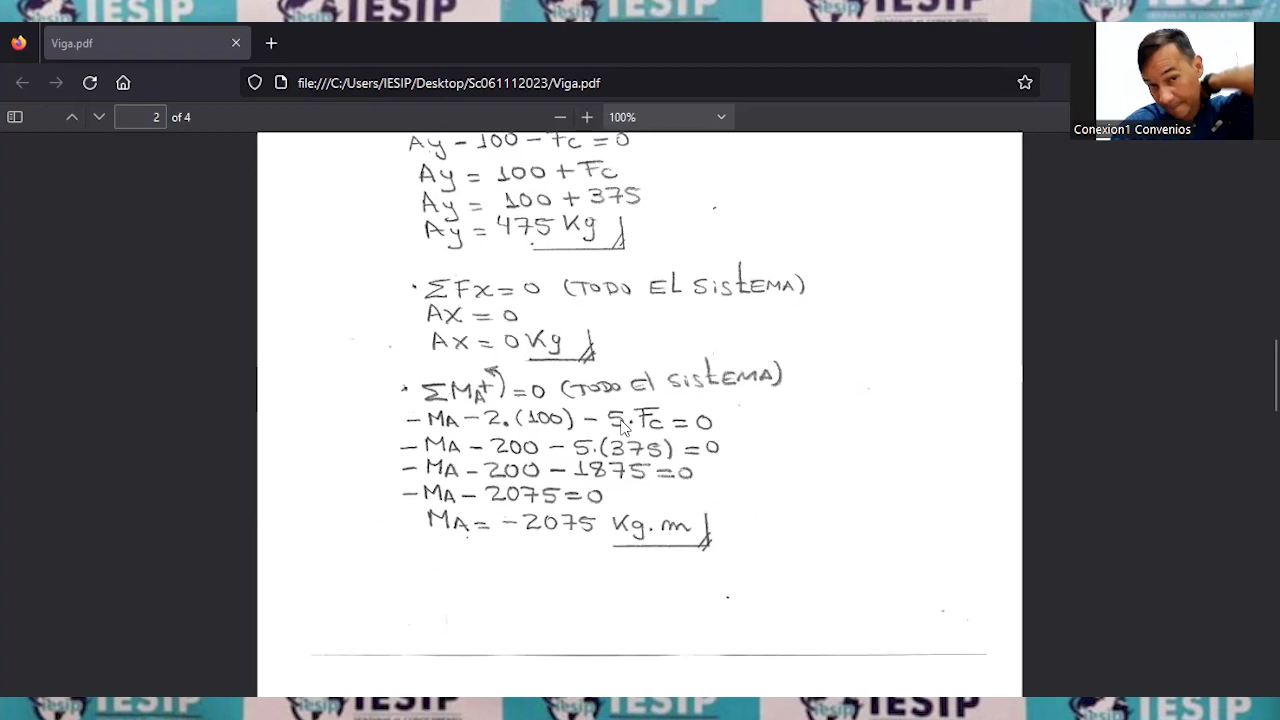 IESIP
Viga.pdf
file:///C:/Users/IESIP/Desktop/Sc061112023/Viga.pdf
2 of 4
100%
Conexion1 Convenios
Ay - 100 - Fc = 0
Ay = 100 + Fc
Ay = 100 + 375
Ay = 475 Kg
· ΣFx = 0 (TODO EL SistEMA)
Ax = 0
Ax = 0 Kg
· ΣMA+) = 0 (TODO El SistEMA)
- MA - 2.(100) - 5.Fc = 0
- MA - 200 - 5.(375) = 0
- MA - 200 - 1875 = 0
- MA - 2075 = 0
MA = - 2075 Kg.m
iesip